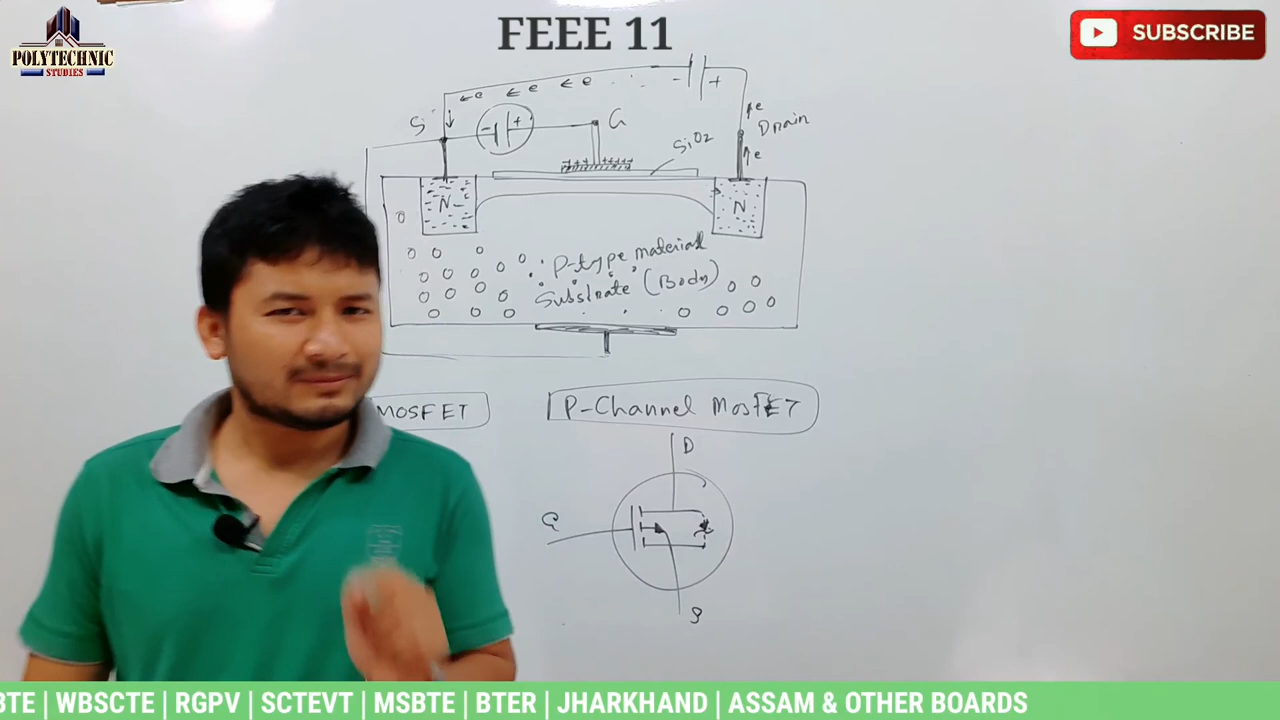 FEEE 11
POLYTECHNIC
STUDIES
SUBSCRIBE
- +
e e e
e
S
- +
G
Drain
SiO2
e
+++ ++++
N
N
P-type material
Substrate (Body)
MOSFET
P-Channel MOSFET
D
G
S
BTE | WBSCTE | RGPV | SCTEVT | MSBTE | BTER | JHARKHAND | ASSAM & OTHER BOARDS